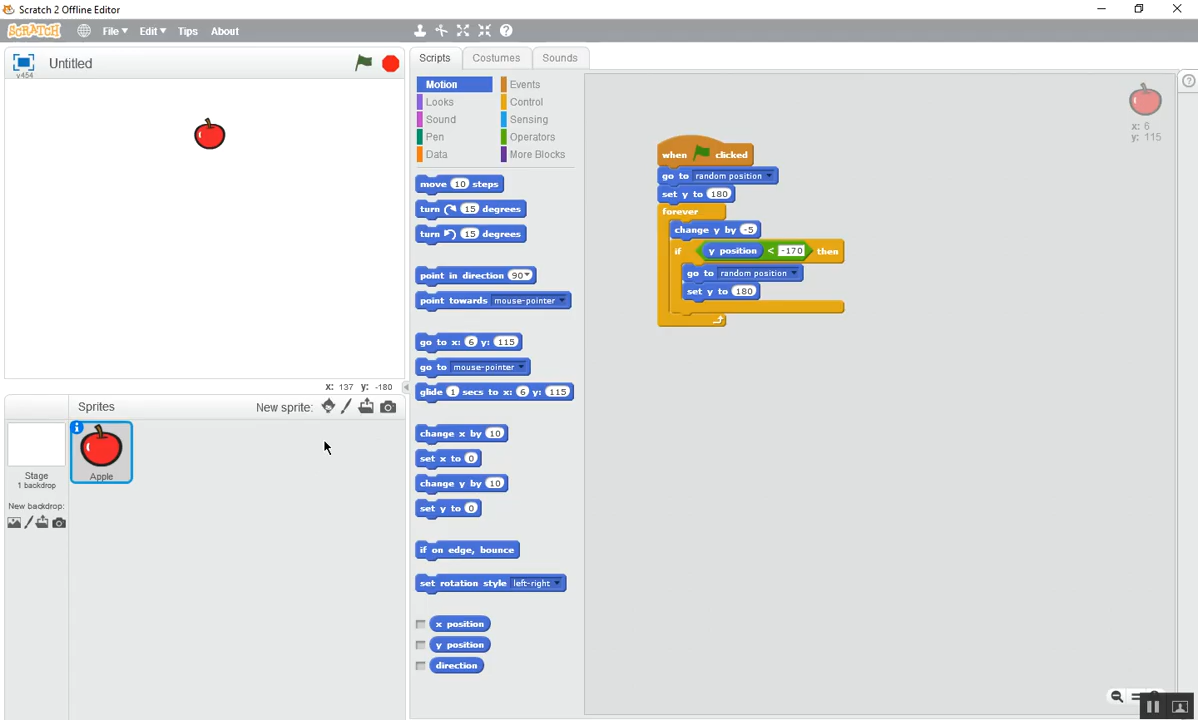 Scratch 2 Offline Editor
SCRATCH File Edit Tips About
v454 Untitled
x: 137 y: -180
Sprites New sprite:
Apple
Stage
1 backdrop
New backdrop:
Scripts Costumes Sounds
Motion Events
Looks Control
Sound Sensing
Pen Operators
Data More Blocks
move 10 steps
turn 15 degrees
turn 15 degrees
point in direction 90
point towards mouse-pointer
go to x: 6 y: 115
go to mouse-pointer
glide 1 secs to x: 6 y: 115
change x by 10
set x to 0
change y by 10
set y to 0
if on edge, bounce
set rotation style left-right
x position
y position
direction
when clicked
go to random position
set y to 180
forever
change y by -5
if y position < -170 then
go to random position
set y to 180
x: 6
y: 115